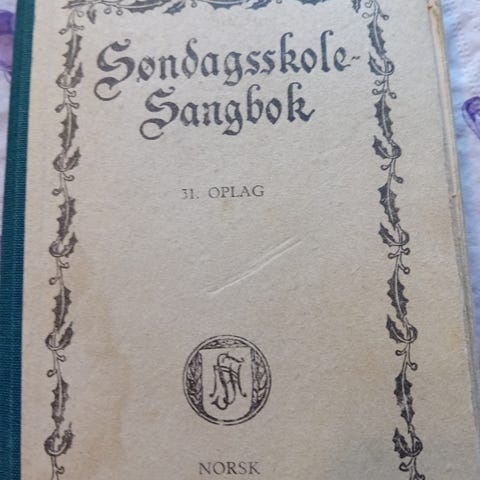 Søndagsskole-
Sangbok
31. OPLAG
NORSK